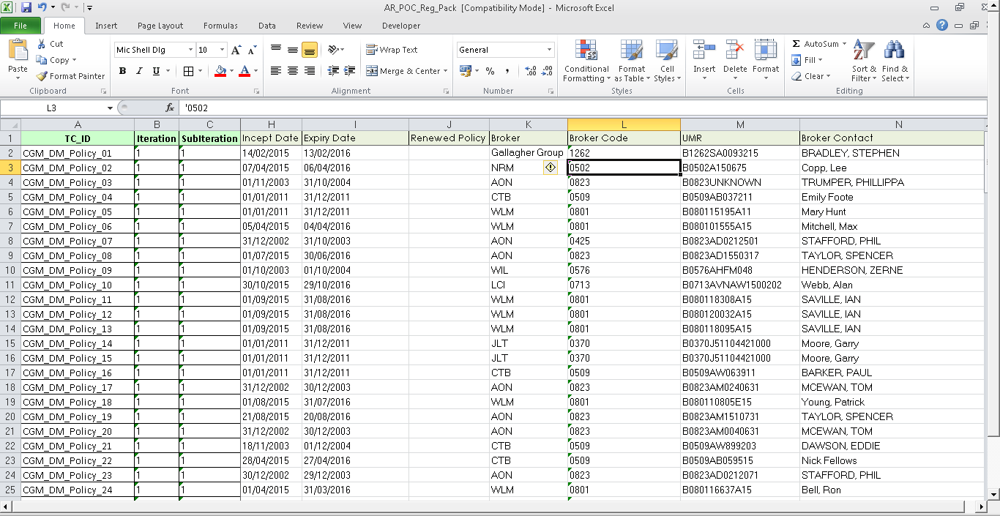 AR_POC_Reg_Pack [Compatibility Mode] - Microsoft Excel
File Home Insert Page Layout Formulas Data Review View Developer
Paste Cut Copy Format Painter Clipboard
Mic Shell Dlg 10 B I U A A A Font
Wrap Text Merge & Center Alignment
General % , .00 .0 Number
Conditional Formatting Format as Table Cell Styles Styles
Insert Delete Format Cells
Σ AutoSum Fill Clear Sort & Filter Find & Select Editing
L3 fx '0502
A B C H I J K L M N
1 TC_ID Iteration SubIteration Incept Date Expiry Date Renewed Policy Broker Broker Code UMR Broker Contact
2 CGM_DM_Policy_01 1 1 14/02/2015 13/02/2016 Gallagher Group 1262 B1262SA0093215 BRADLEY, STEPHEN
3 CGM_DM_Policy_02 1 1 07/04/2015 06/04/2016 NRM 0502 B0502A150675 Copp, Lee
4 CGM_DM_Policy_03 1 1 01/11/2003 31/10/2004 AON 0823 B0823UNKNOWN TRUMPER, PHILLIPPA
5 CGM_DM_Policy_04 1 1 01/01/2011 31/12/2011 CTB 0509 B0509AB037211 Emily Foote
6 CGM_DM_Policy_05 1 1 01/01/2011 31/12/2011 WLM 0801 B080115195A11 Mary Hunt
7 CGM_DM_Policy_06 1 1 05/04/2015 04/04/2016 WLM 0801 B080101555A15 Mitchell, Max
8 CGM_DM_Policy_07 1 1 31/12/2002 31/10/2003 AON 0425 B0823AD0212501 STAFFORD, PHIL
9 CGM_DM_Policy_08 1 1 01/07/2015 30/06/2016 AON 0823 B0823AD1550317 TAYLOR, SPENCER
10 CGM_DM_Policy_09 1 1 01/10/2003 01/10/2004 WIL 0576 B0576AHFM048 HENDERSON, ZERNE
11 CGM_DM_Policy_10 1 1 30/10/2015 29/10/2016 LCI 0713 B0713AVNAW1500202 Webb, Alan
12 CGM_DM_Policy_11 1 1 01/09/2015 31/08/2016 WLM 0801 B080118308A15 SAVILLE, IAN
13 CGM_DM_Policy_12 1 1 01/09/2015 31/08/2016 WLM 0801 B080120032A15 SAVILLE, IAN
14 CGM_DM_Policy_13 1 1 01/09/2015 31/08/2016 WLM 0801 B080118095A15 SAVILLE, IAN
15 CGM_DM_Policy_14 1 1 01/01/2011 31/12/2011 JLT 0370 B0370J51104421000 Moore, Garry
16 CGM_DM_Policy_15 1 1 01/01/2011 31/12/2011 JLT 0370 B0370J51104421000 Moore, Garry
17 CGM_DM_Policy_16 1 1 01/01/2011 31/12/2011 CTB 0509 B0509AW063911 BARKER, PAUL
18 CGM_DM_Policy_17 1 1 31/12/2002 30/12/2003 AON 0823 B0823AM0240631 MCEWAN, TOM
19 CGM_DM_Policy_18 1 1 01/08/2015 31/07/2016 WLM 0801 B080110805E15 Young, Patrick
20 CGM_DM_Policy_19 1 1 21/08/2015 20/08/2016 AON 0823 B0823AM1510731 TAYLOR, SPENCER
21 CGM_DM_Policy_20 1 1 31/12/2002 30/12/2003 AON 0823 B0823AM0040631 MCEWAN, TOM
22 CGM_DM_Policy_21 1 1 18/11/2003 01/12/2004 CTB 0509 B0509AW899203 DAWSON, EDDIE
23 CGM_DM_Policy_22 1 1 28/04/2015 27/04/2016 CTB 0509 B0509AB059515 Nick Fellows
24 CGM_DM_Policy_23 1 1 30/12/2002 29/12/2003 AON 0823 B0823AD0212071 STAFFORD, PHIL
25 CGM_DM_Policy_24 1 1 01/04/2015 31/03/2016 WLM 0801 B080116637A15 Bell, Ron